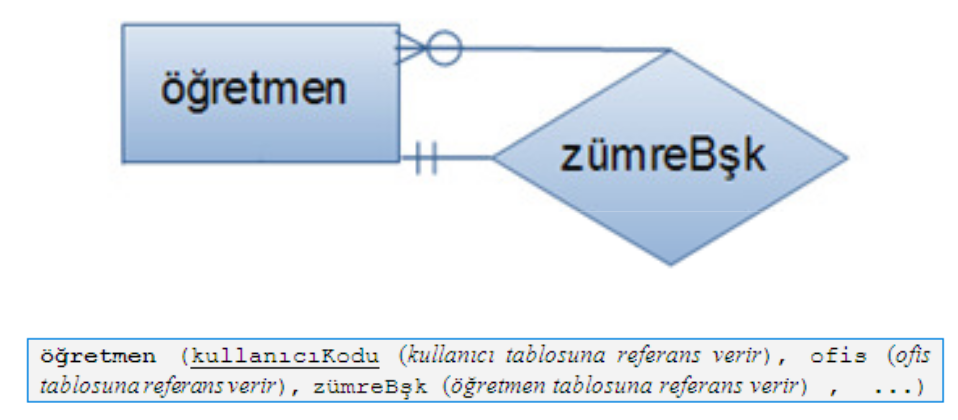 öğretmen
zümreBşk
öğretmen (kullanıcıKodu (kullanıcı tablosuna referans verir), ofis (ofis
tablosuna referans verir), zümreBşk (öğretmen tablosuna referans verir) , ...)